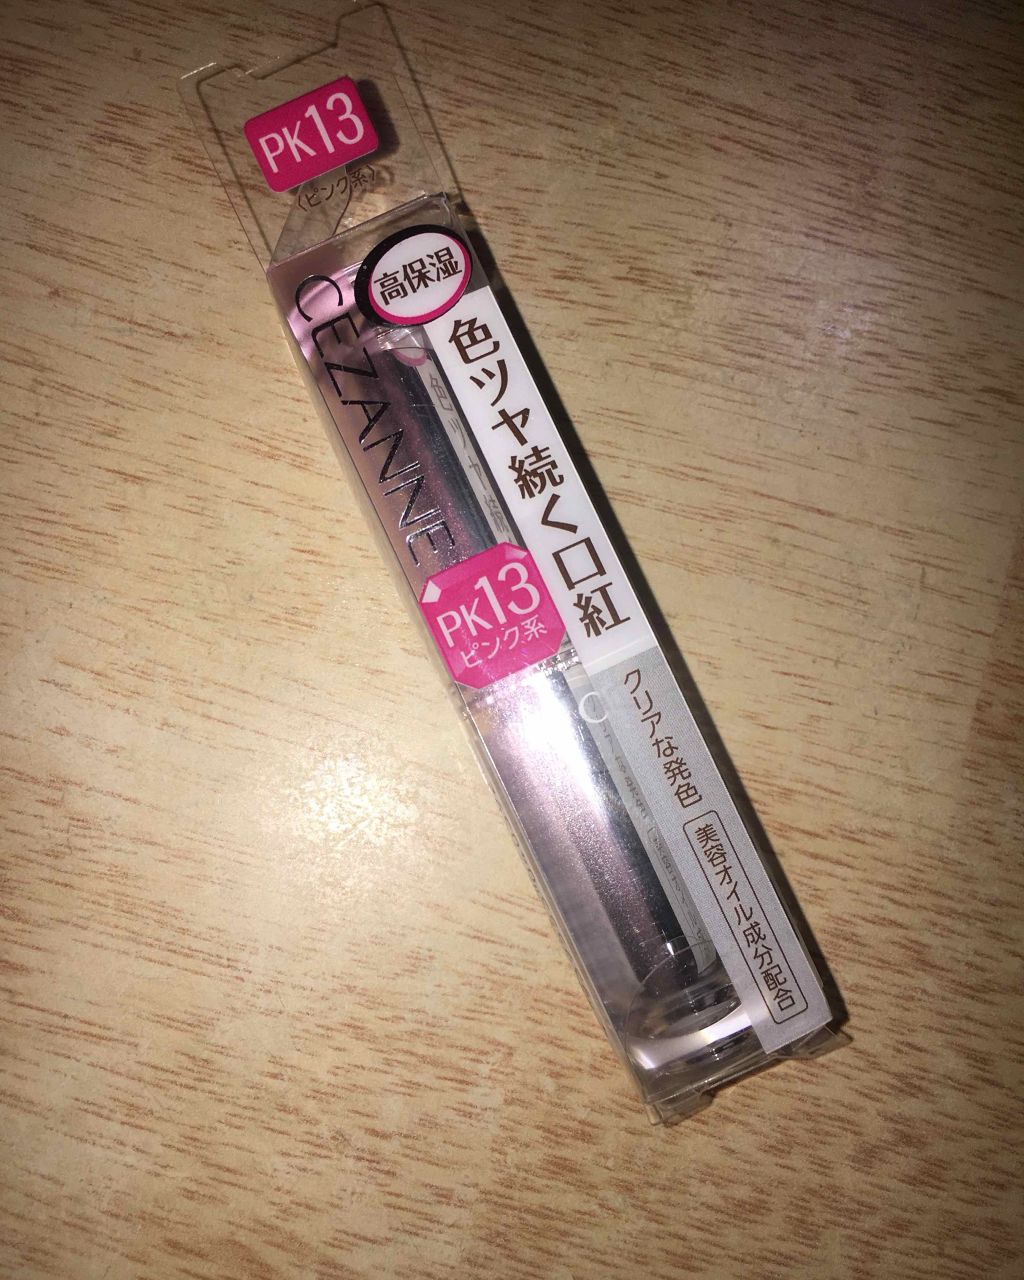 PK13
〈ピンク系〉
高保湿
CEZANNE
色ツヤ続く口紅
PK13
ピンク系
クリアな発色
美容オイル成分配合